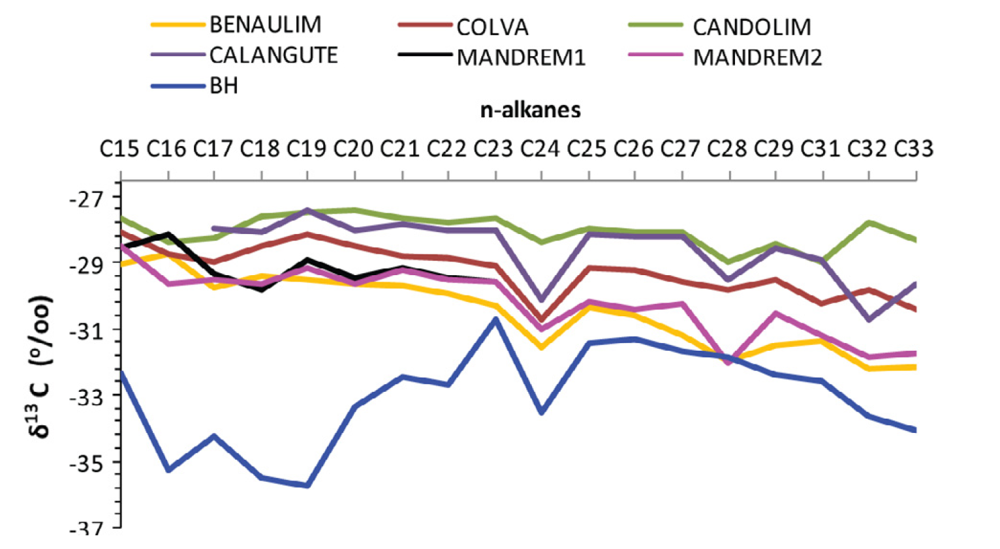 BENAULIM COLVA CANDOLIM
CALANGUTE MANDREM1 MANDREM2
BH
n-alkanes
C15 C16 C17 C18 C19 C20 C21 C22 C23 C24 C25 C26 C27 C28 C29 C31 C32 C33
-27
-29
-31
-33
-35
-37
δ¹³ C (º/oo)